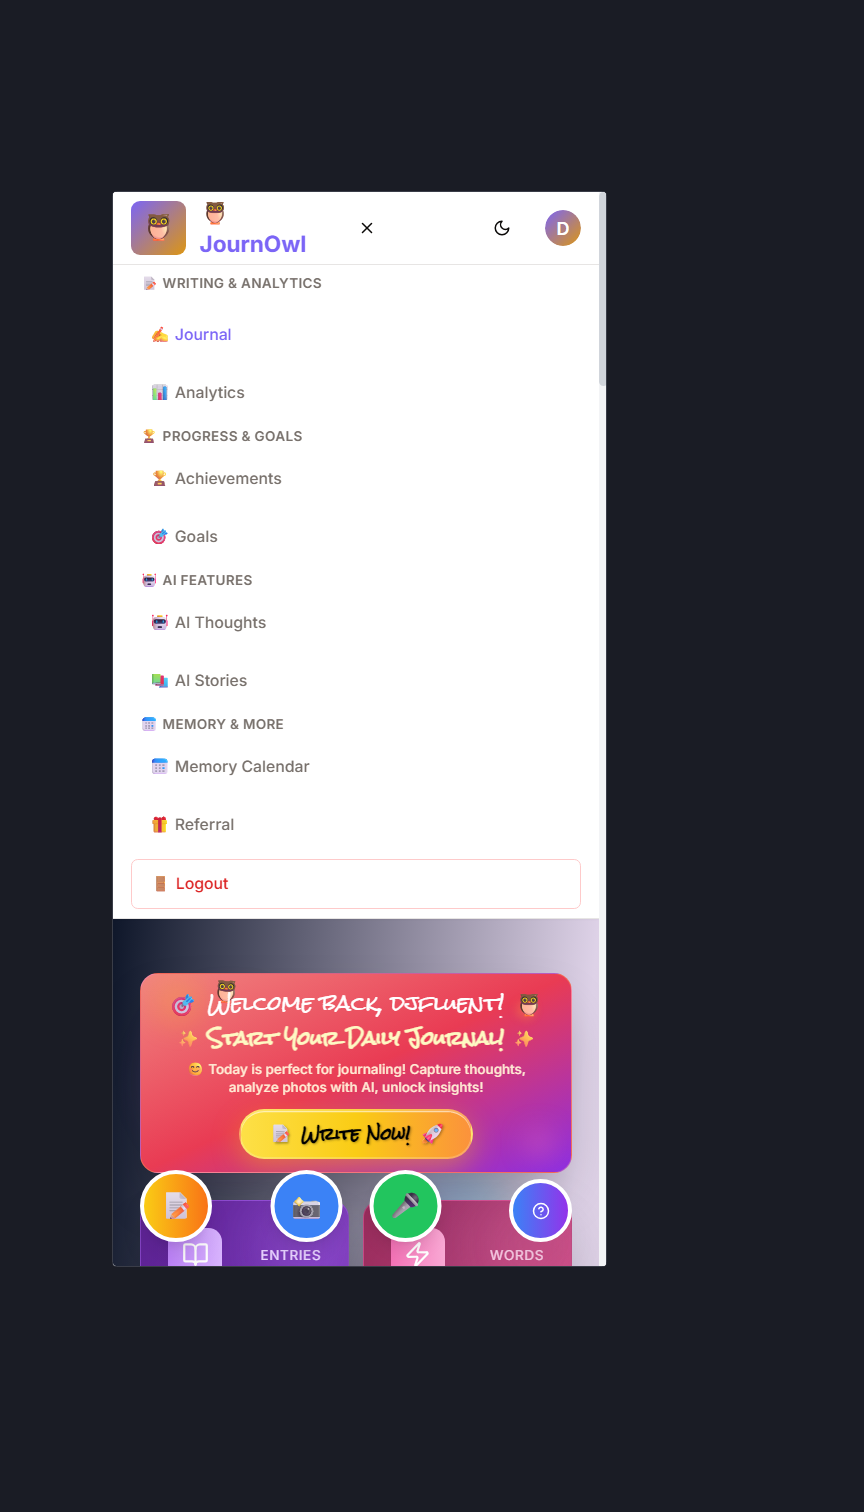 JournOwl
D
WRITING & ANALYTICS
Journal
Analytics
PROGRESS & GOALS
Achievements
Goals
AI FEATURES
AI Thoughts
AI Stories
MEMORY & MORE
Memory Calendar
Referral
Logout
Welcome back, djfluent!
Start Your Daily Journal!
Today is perfect for journaling! Capture thoughts,
analyze photos with AI, unlock insights!
Write Now!
ENTRIES
WORDS